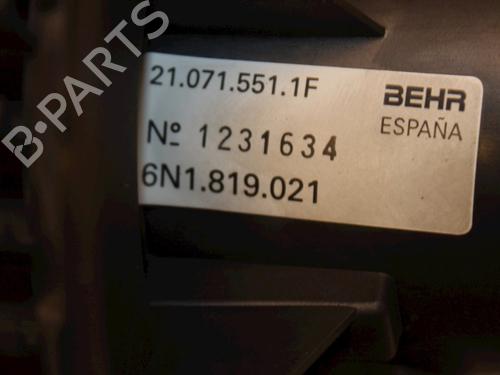 B-PARTS
21.071.551.1F
BEHR
ESPAÑA
Nº 1231634
6N1.819.021